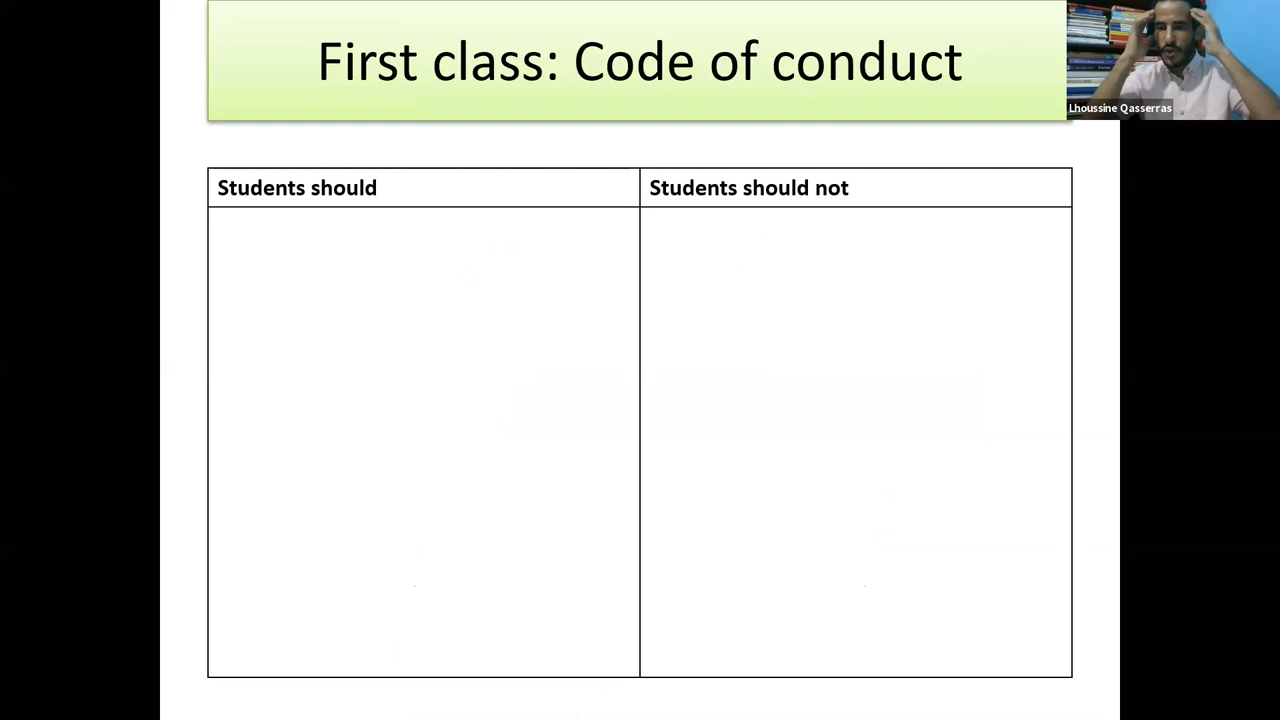 First class: Code of conduct
Lhoussine Qasserras
Students should
Students should not